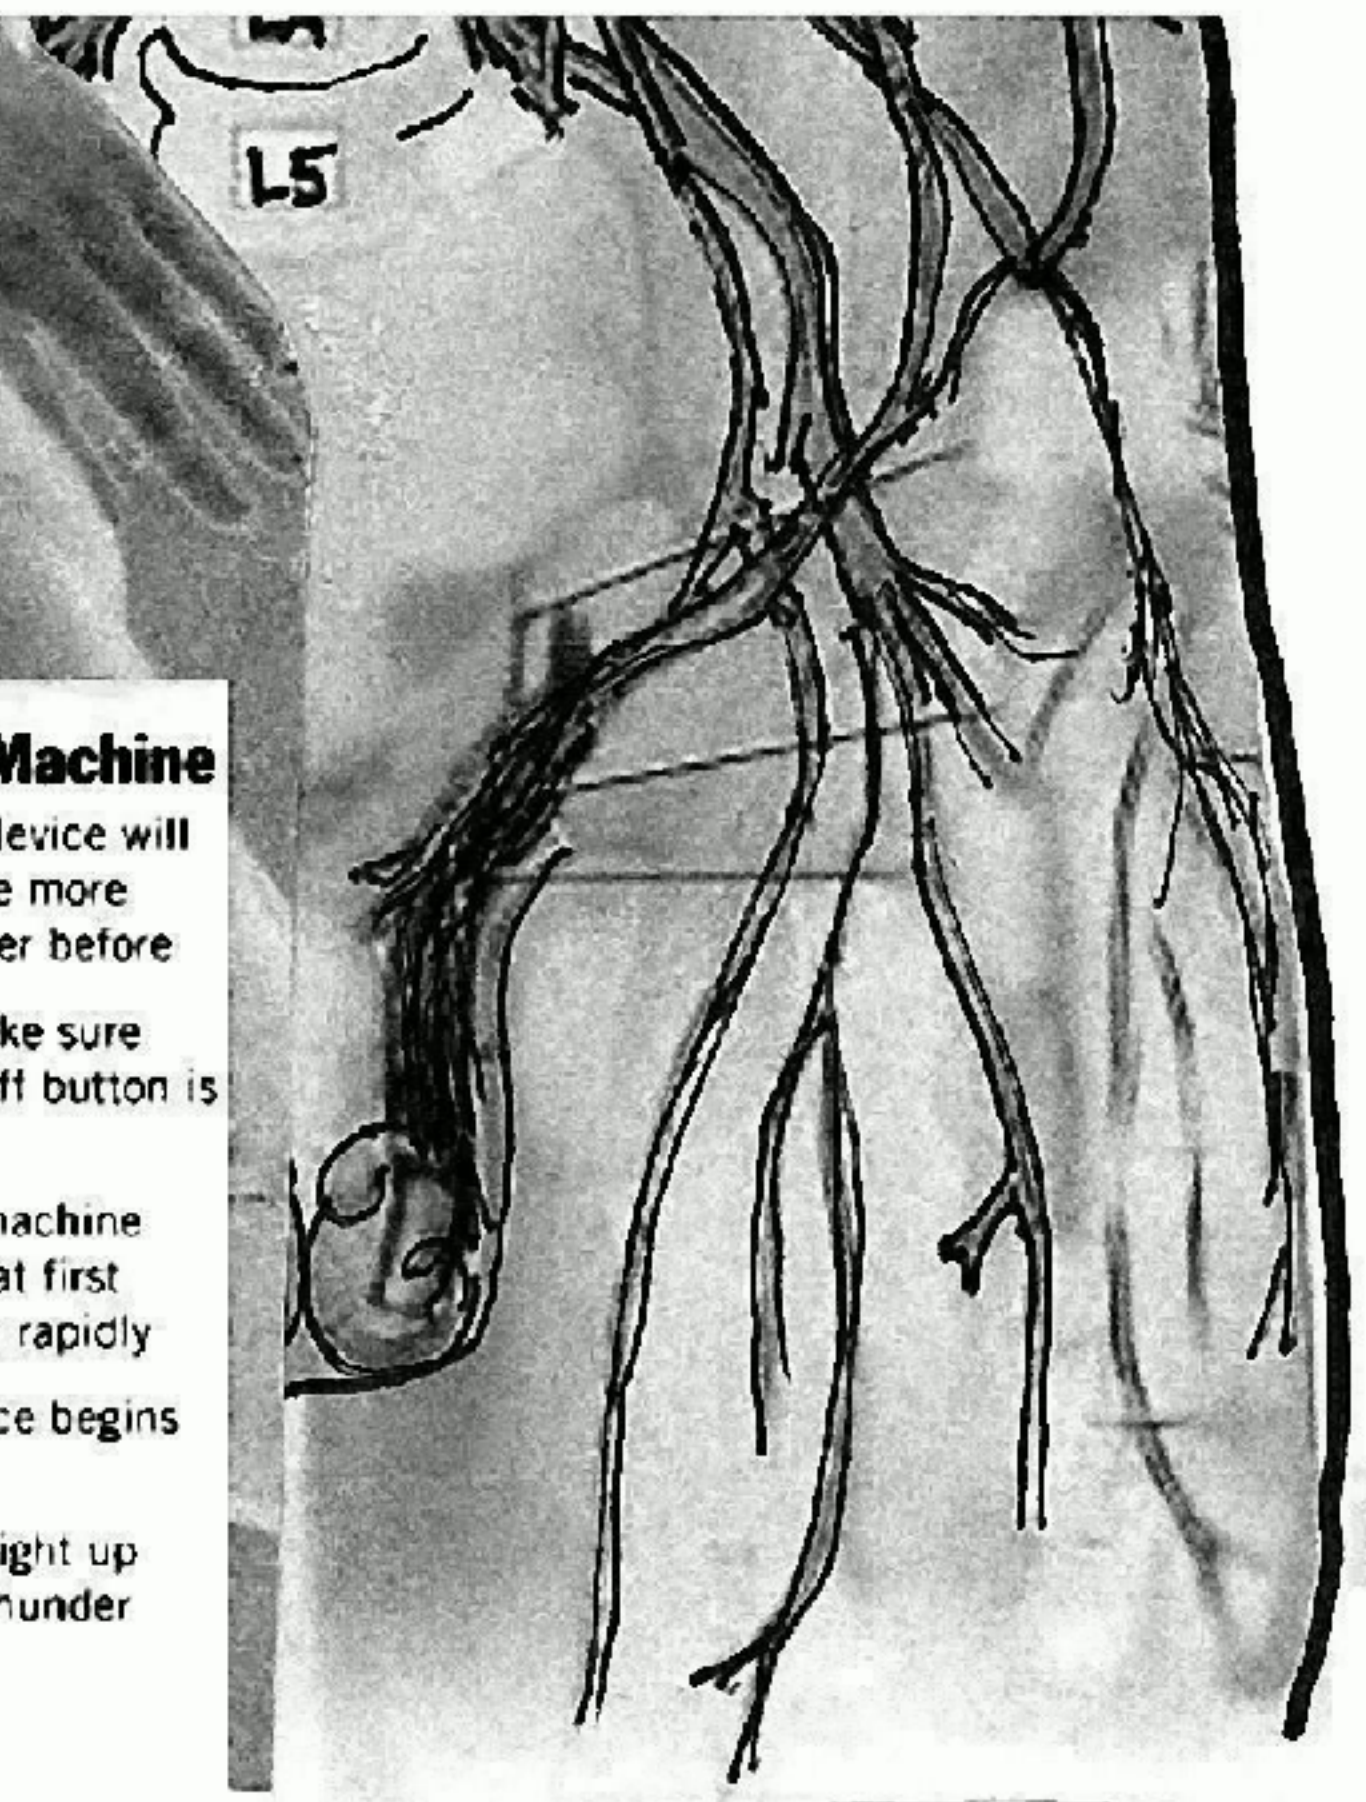 L5
Machine
device will
e more
er before
ke sure
ff button is
nachine
at first
rapidly
ce begins
ight up
hunder